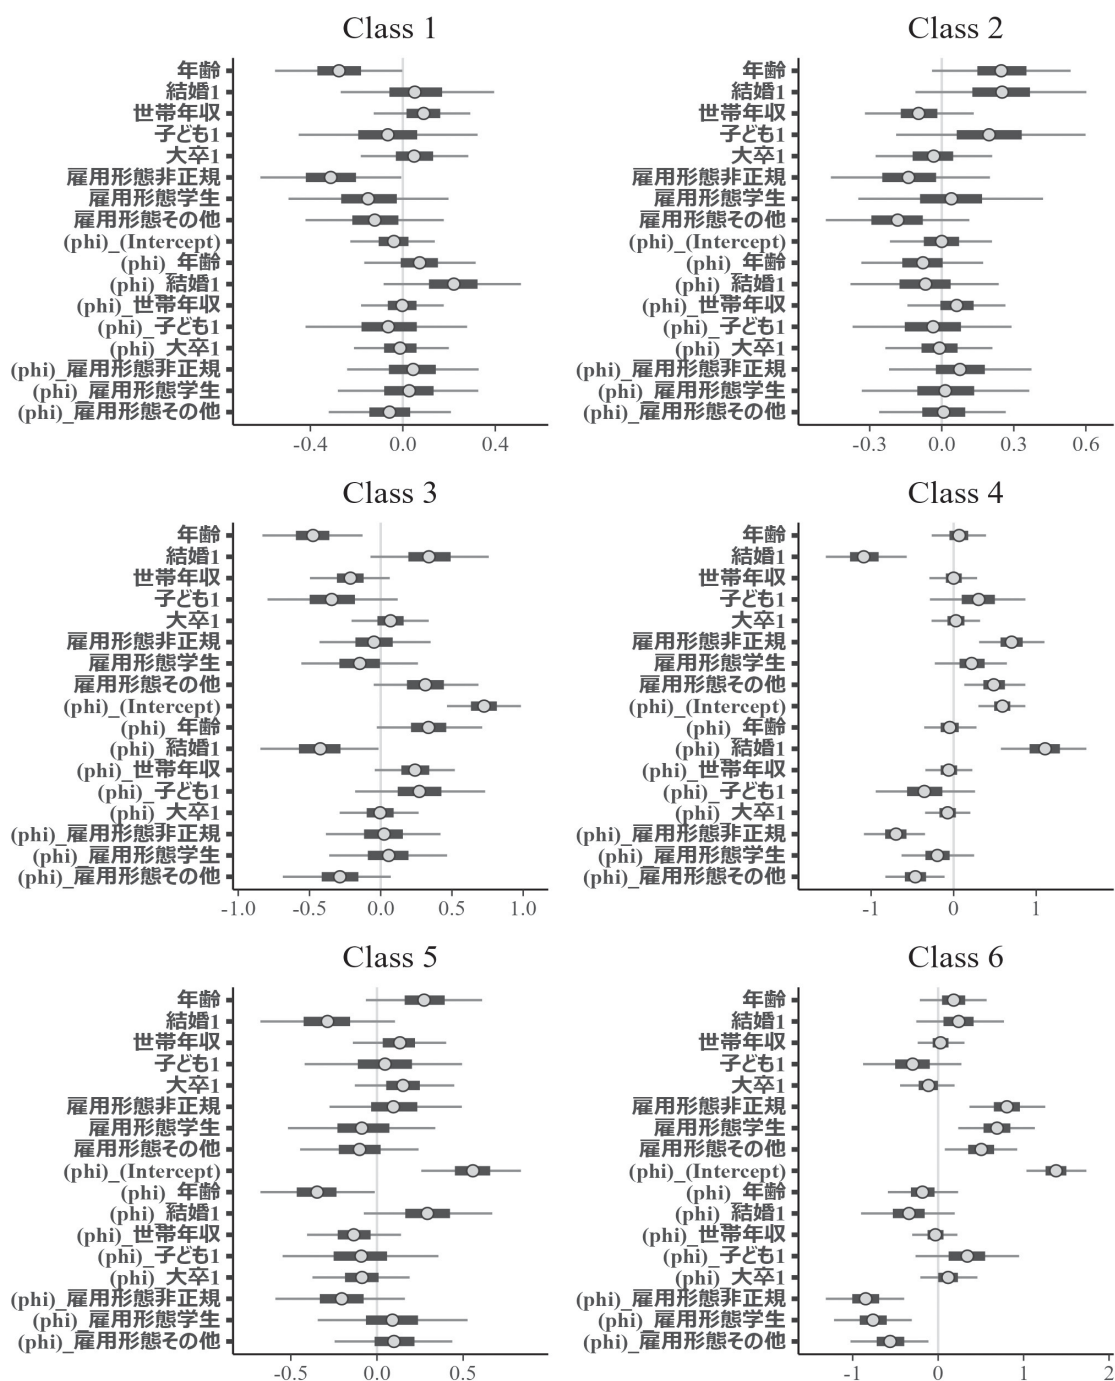 Class 1
年齢
結婚1
世帯年収
子ども1
大卒1
雇用形態非正規
雇用形態学生
雇用形態その他
(phi)_(Intercept)
(phi)_年齢
(phi)_結婚1
(phi)_世帯年収
(phi)_子ども1
(phi)_大卒1
(phi)_雇用形態非正規
(phi)_雇用形態学生
(phi)_雇用形態その他
-0.4 0.0 0.4
Class 2
年齢
結婚1
世帯年収
子ども1
大卒1
雇用形態非正規
雇用形態学生
雇用形態その他
(phi)_(Intercept)
(phi)_年齢
(phi)_結婚1
(phi)_世帯年収
(phi)_子ども1
(phi)_大卒1
(phi)_雇用形態非正規
(phi)_雇用形態学生
(phi)_雇用形態その他
-0.3 0.0 0.3 0.6
Class 3
年齢
結婚1
世帯年収
子ども1
大卒1
雇用形態非正規
雇用形態学生
雇用形態その他
(phi)_(Intercept)
(phi)_年齢
(phi)_結婚1
(phi)_世帯年収
(phi)_子ども1
(phi)_大卒1
(phi)_雇用形態非正規
(phi)_雇用形態学生
(phi)_雇用形態その他
-1.0 -0.5 0.0 0.5 1.0
Class 4
年齢
結婚1
世帯年収
子ども1
大卒1
雇用形態非正規
雇用形態学生
雇用形態その他
(phi)_(Intercept)
(phi)_年齢
(phi)_結婚1
(phi)_世帯年収
(phi)_子ども1
(phi)_大卒1
(phi)_雇用形態非正規
(phi)_雇用形態学生
(phi)_雇用形態その他
-1 0 1
Class 5
年齢
結婚1
世帯年収
子ども1
大卒1
雇用形態非正規
雇用形態学生
雇用形態その他
(phi)_(Intercept)
(phi)_年齢
(phi)_結婚1
(phi)_世帯年収
(phi)_子ども1
(phi)_大卒1
(phi)_雇用形態非正規
(phi)_雇用形態学生
(phi)_雇用形態その他
-0.5 0.0 0.5
Class 6
年齢
結婚1
世帯年収
子ども1
大卒1
雇用形態非正規
雇用形態学生
雇用形態その他
(phi)_(Intercept)
(phi)_年齢
(phi)_結婚1
(phi)_世帯年収
(phi)_子ども1
(phi)_大卒1
(phi)_雇用形態非正規
(phi)_雇用形態学生
(phi)_雇用形態その他
-1 0 1 2